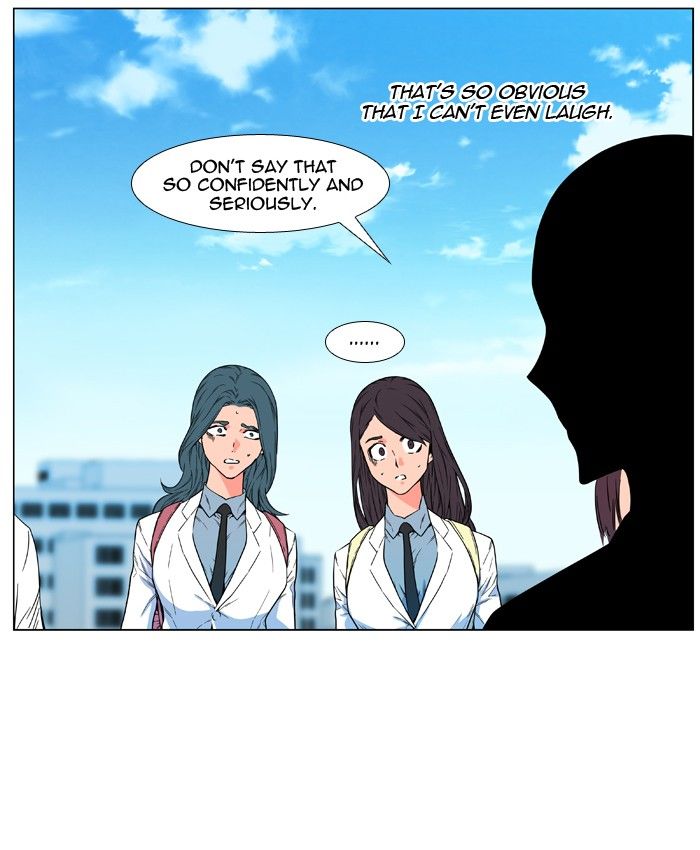 THAT'S SO OBVIOUS
THAT I CAN'T EVEN LAUGH.
DON'T SAY THAT
SO CONFIDENTLY AND
SERIOUSLY.
......